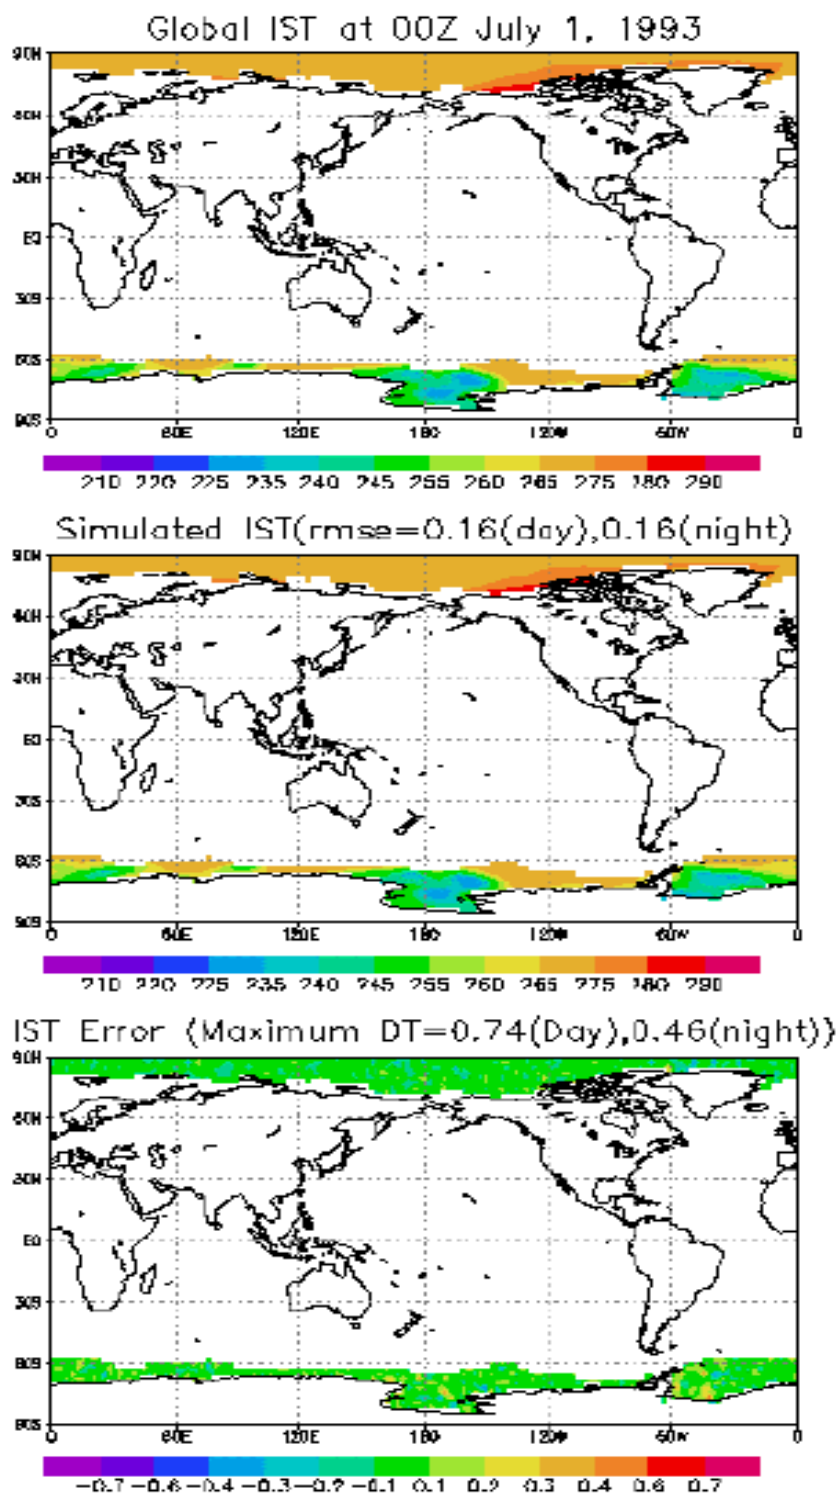 Global IST at 00Z July 1, 1993
90N
60N
30N
EQ
30S
60S
90S
0 60E 120E 180 120W 60W 0
210 220 225 235 240 245 255 260 265 275 280 290
Simulated IST(rmse=0.16(day),0.16(night)
90N
60N
30N
EQ
30S
60S
90S
0 60E 120E 180 120W 60W 0
210 220 225 235 240 245 255 260 265 275 280 290
IST Error (Maximum DT=0.74(Day),0.46(night))
90N
60N
30N
EQ
30S
60S
90S
0 60E 120E 180 120W 60W 0
-0.7 -0.6 -0.4 -0.3 -0.2 -0.1 0.1 0.2 0.3 0.4 0.6 0.7